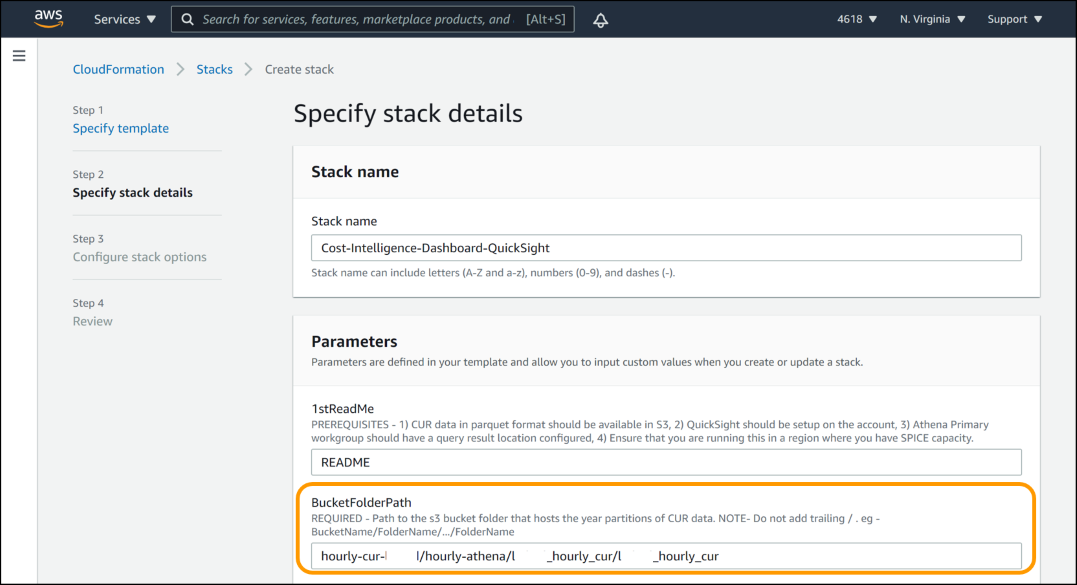 aws
Services
Search for services, features, marketplace products, and [Alt+S]
4618
N. Virginia
Support
CloudFormation
Stacks
Create stack
Step 1
Specify template
Step 2
Specify stack details
Step 3
Configure stack options
Step 4
Review
Specify stack details
Stack name
Stack name
Cost-Intelligence-Dashboard-QuickSight
Stack name can include letters (A-Z and a-z), numbers (0-9), and dashes (-).
Parameters
Parameters are defined in your template and allow you to input custom values when you create or update a stack.
1stReadMe
PREREQUISITES - 1) CUR data in parquet format should be available in S3, 2) QuickSight should be setup on the account, 3) Athena Primary
workgroup should have a query result location configured, 4) Ensure that you are running this in a region where you have SPICE capacity.
README
BucketFolderPath
REQUIRED - Path to the s3 bucket folder that hosts the year partitions of CUR data. NOTE- Do not add trailing / . eg -
BucketName/FolderName/.../FolderName
hourly-cur- /hourly-athena/ _hourly_cur/ _hourly_cur